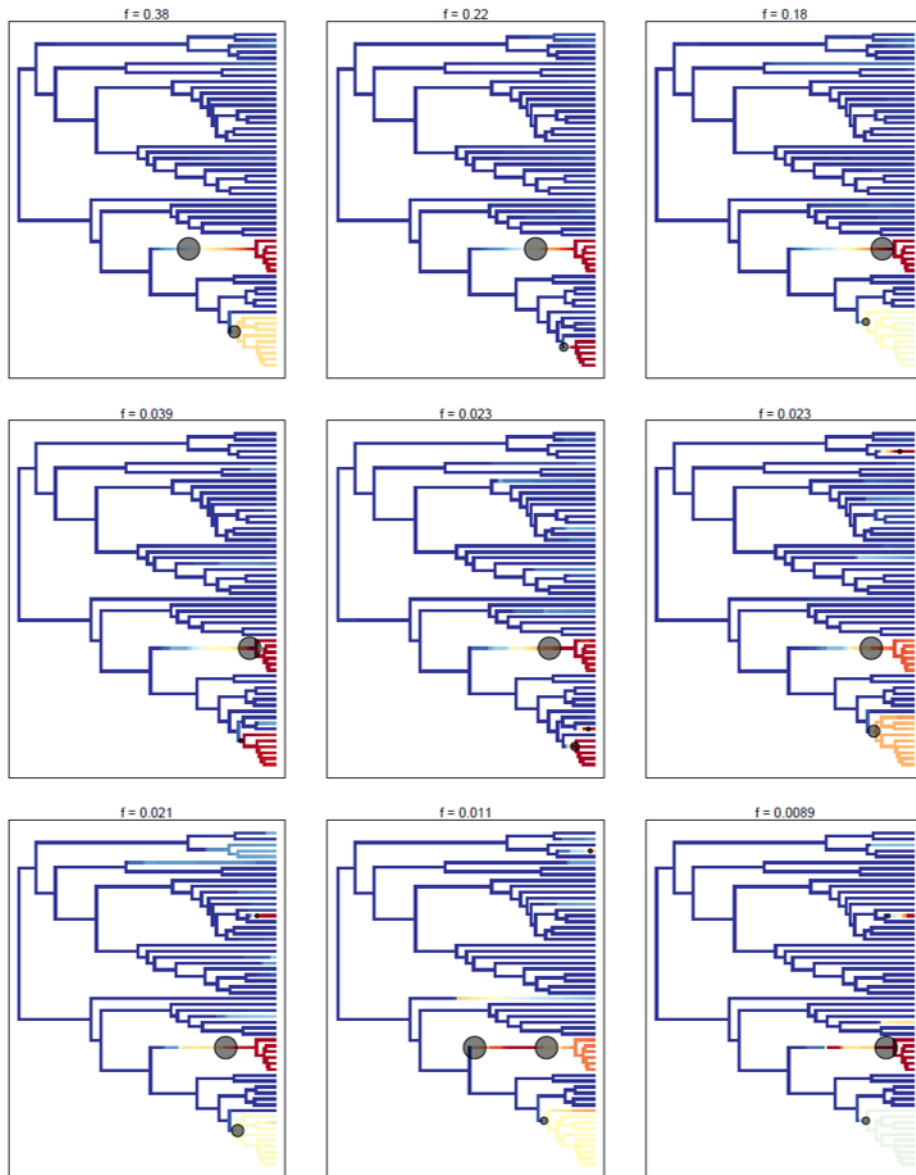 f = 0.38
f = 0.22
f = 0.18
f = 0.039
f = 0.023
f = 0.023
f = 0.021
f = 0.011
f = 0.0089